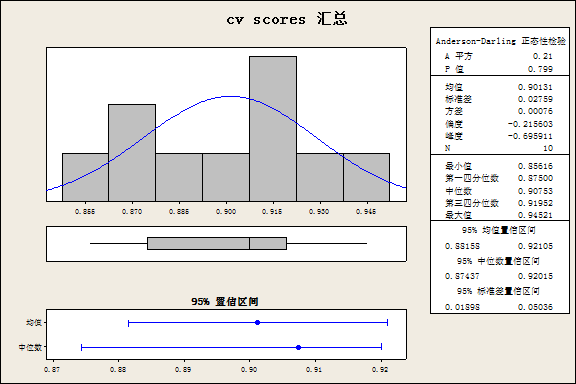 cv scores 汇总
0.855 0.870 0.885 0.900 0.915 0.930 0.945
95% 置信区间
均值
中位数
0.87 0.88 0.89 0.90 0.91 0.92
Anderson-Darling 正态性检验
A 平方 0.21
P 值 0.799
均值 0.90131
标准差 0.02759
方差 0.00076
偏度 -0.215603
峰度 -0.695911
N 10
最小值 0.85616
第一四分位数 0.87500
中位数 0.90753
第三四分位数 0.91952
最大值 0.94521
95% 均值置信区间
0.88158 0.92105
95% 中位数置信区间
0.87437 0.92015
95% 标准差置信区间
0.01898 0.05036